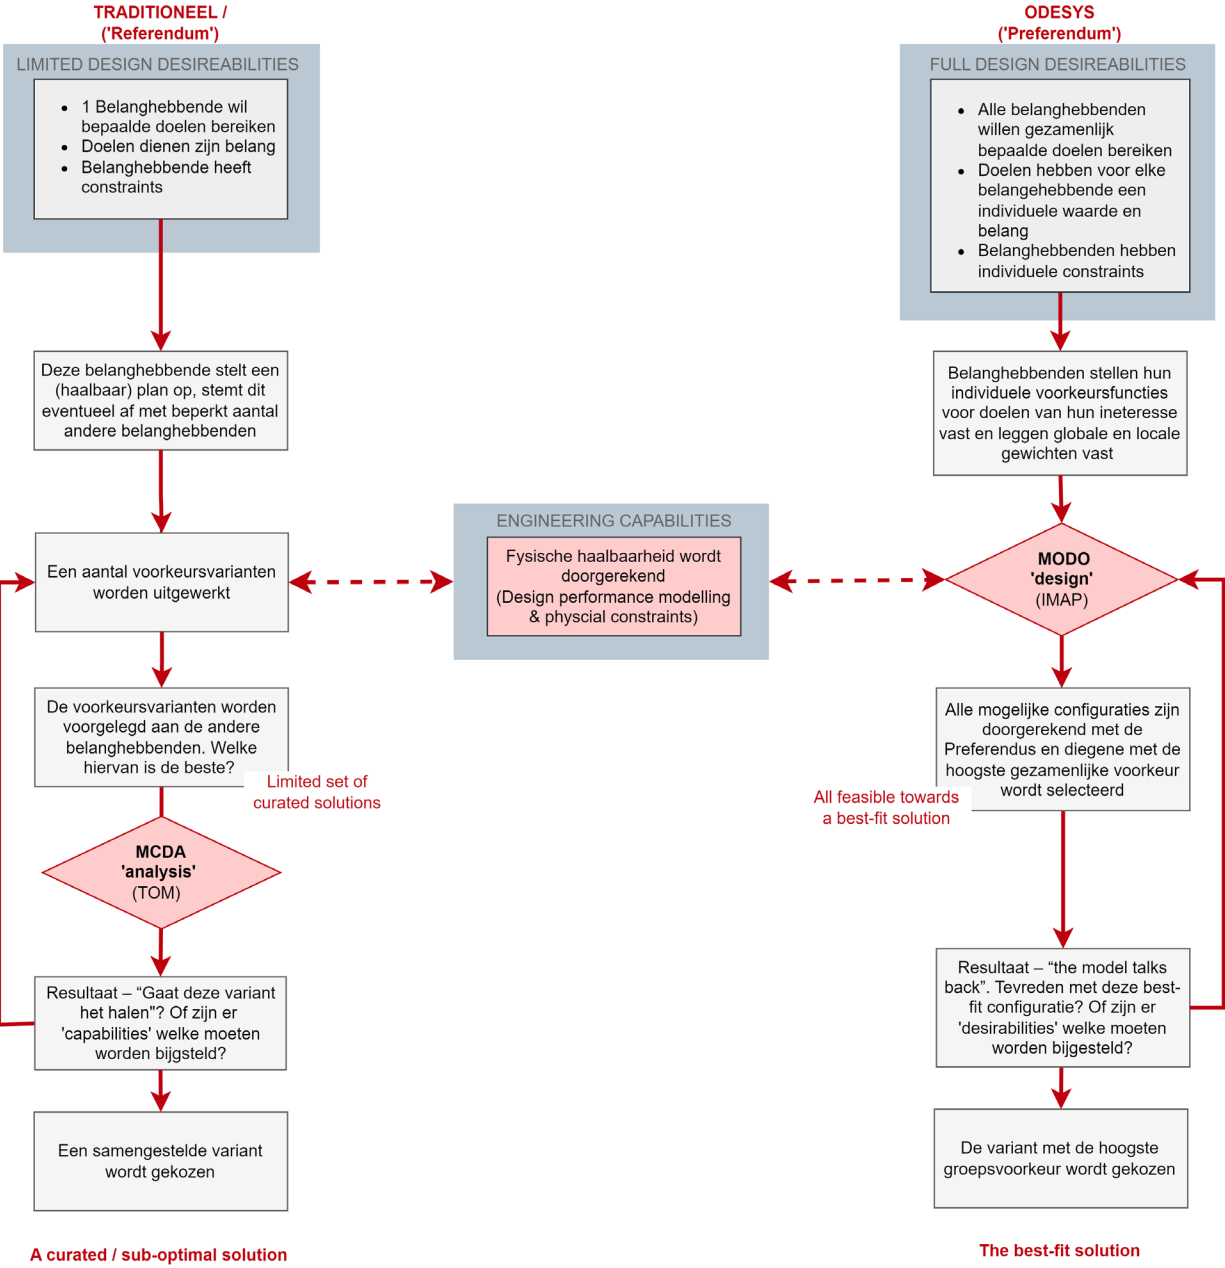 TRADITIONEEL /
('Referendum')
LIMITED DESIGN DESIREABILITIES
• 1 Belanghebbende wil
bepaalde doelen bereiken
• Doelen dienen zijn belang
• Belanghebbende heeft
constraints
Deze belanghebbende stelt een
(haalbaar) plan op, stemt dit
eventueel af met beperkt aantal
andere belanghebbenden
Een aantal voorkeursvarianten
worden uitgewerkt
De voorkeursvarianten worden
voorgelegd aan de andere
belanghebbenden. Welke
hiervan is de beste?
Limited set of
curated solutions
MCDA
'analysis'
(TOM)
Resultaat – “Gaat deze variant
het halen"? Of zijn er
'capabilities' welke moeten
worden bijgsteld?
Een samengestelde variant
wordt gekozen
A curated / sub-optimal solution
ENGINEERING CAPABILITIES
Fysische haalbaarheid wordt
doorgerekend
(Design performance modelling
& physcial constraints)
ODESYS
('Preferendum')
FULL DESIGN DESIREABILITIES
• Alle belanghebbenden
willen gezamenlijk
bepaalde doelen bereiken
• Doelen hebben voor elke
belangehebbende een
individuele waarde en
belang
• Belanghebbenden hebben
individuele constraints
Belanghebbenden stellen hun
individuele voorkeursfuncties
voor doelen van hun ineteresse
vast en leggen globale en locale
gewichten vast
MODO
'design'
(IMAP)
Alle mogelijke configuraties zijn
doorgerekend met de
Preferendus en diegene met de
hoogste gezamenlijke voorkeur
wordt selecteerd
All feasible towards
a best-fit solution
Resultaat – “the model talks
back”. Tevreden met deze best-
fit configuratie? Of zijn er
'desirabilities' welke moeten
worden bijgesteld?
De variant met de hoogste
groepsvoorkeur wordt gekozen
The best-fit solution